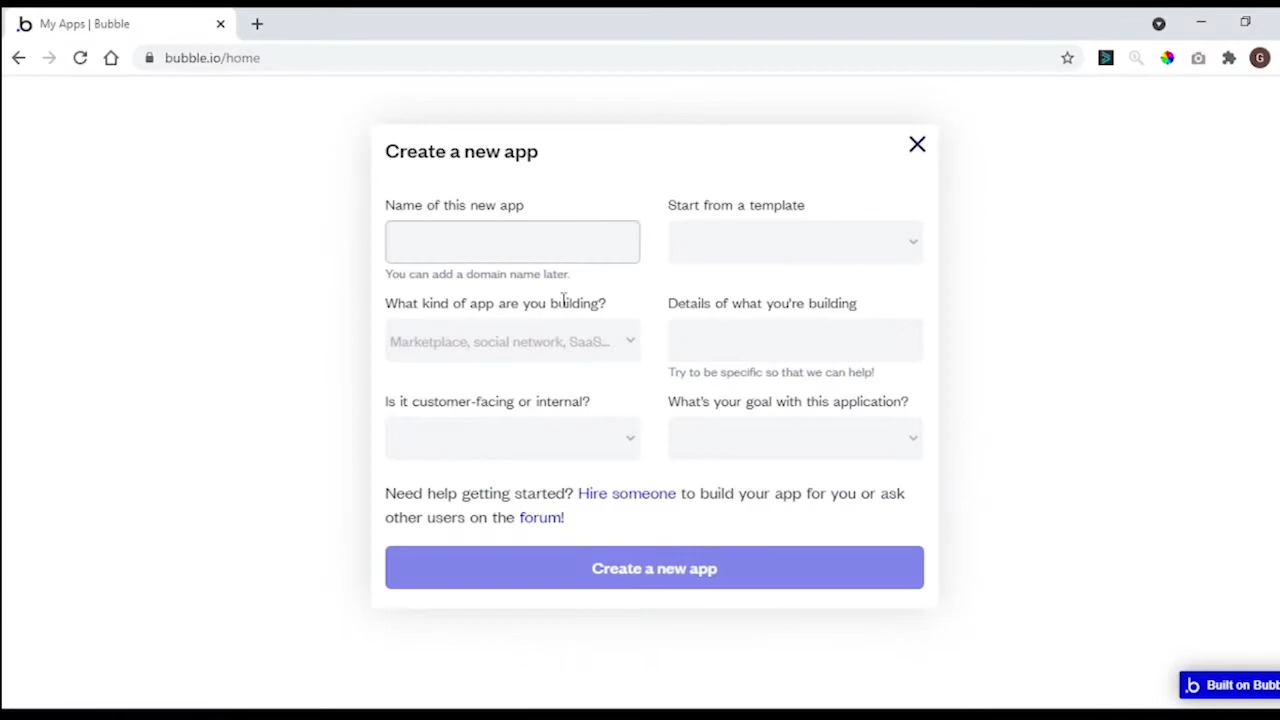 My Apps | Bubble
bubble.io/home
G
Create a new app
Name of this new app
Start from a template
You can add a domain name later.
What kind of app are you building?
Details of what you're building
Marketplace, social network, SaaS...
Try to be specific so that we can help!
Is it customer-facing or internal?
What's your goal with this application?
Need help getting started? Hire someone to build your app for you or ask
other users on the forum!
Create a new app
Built on Bubb